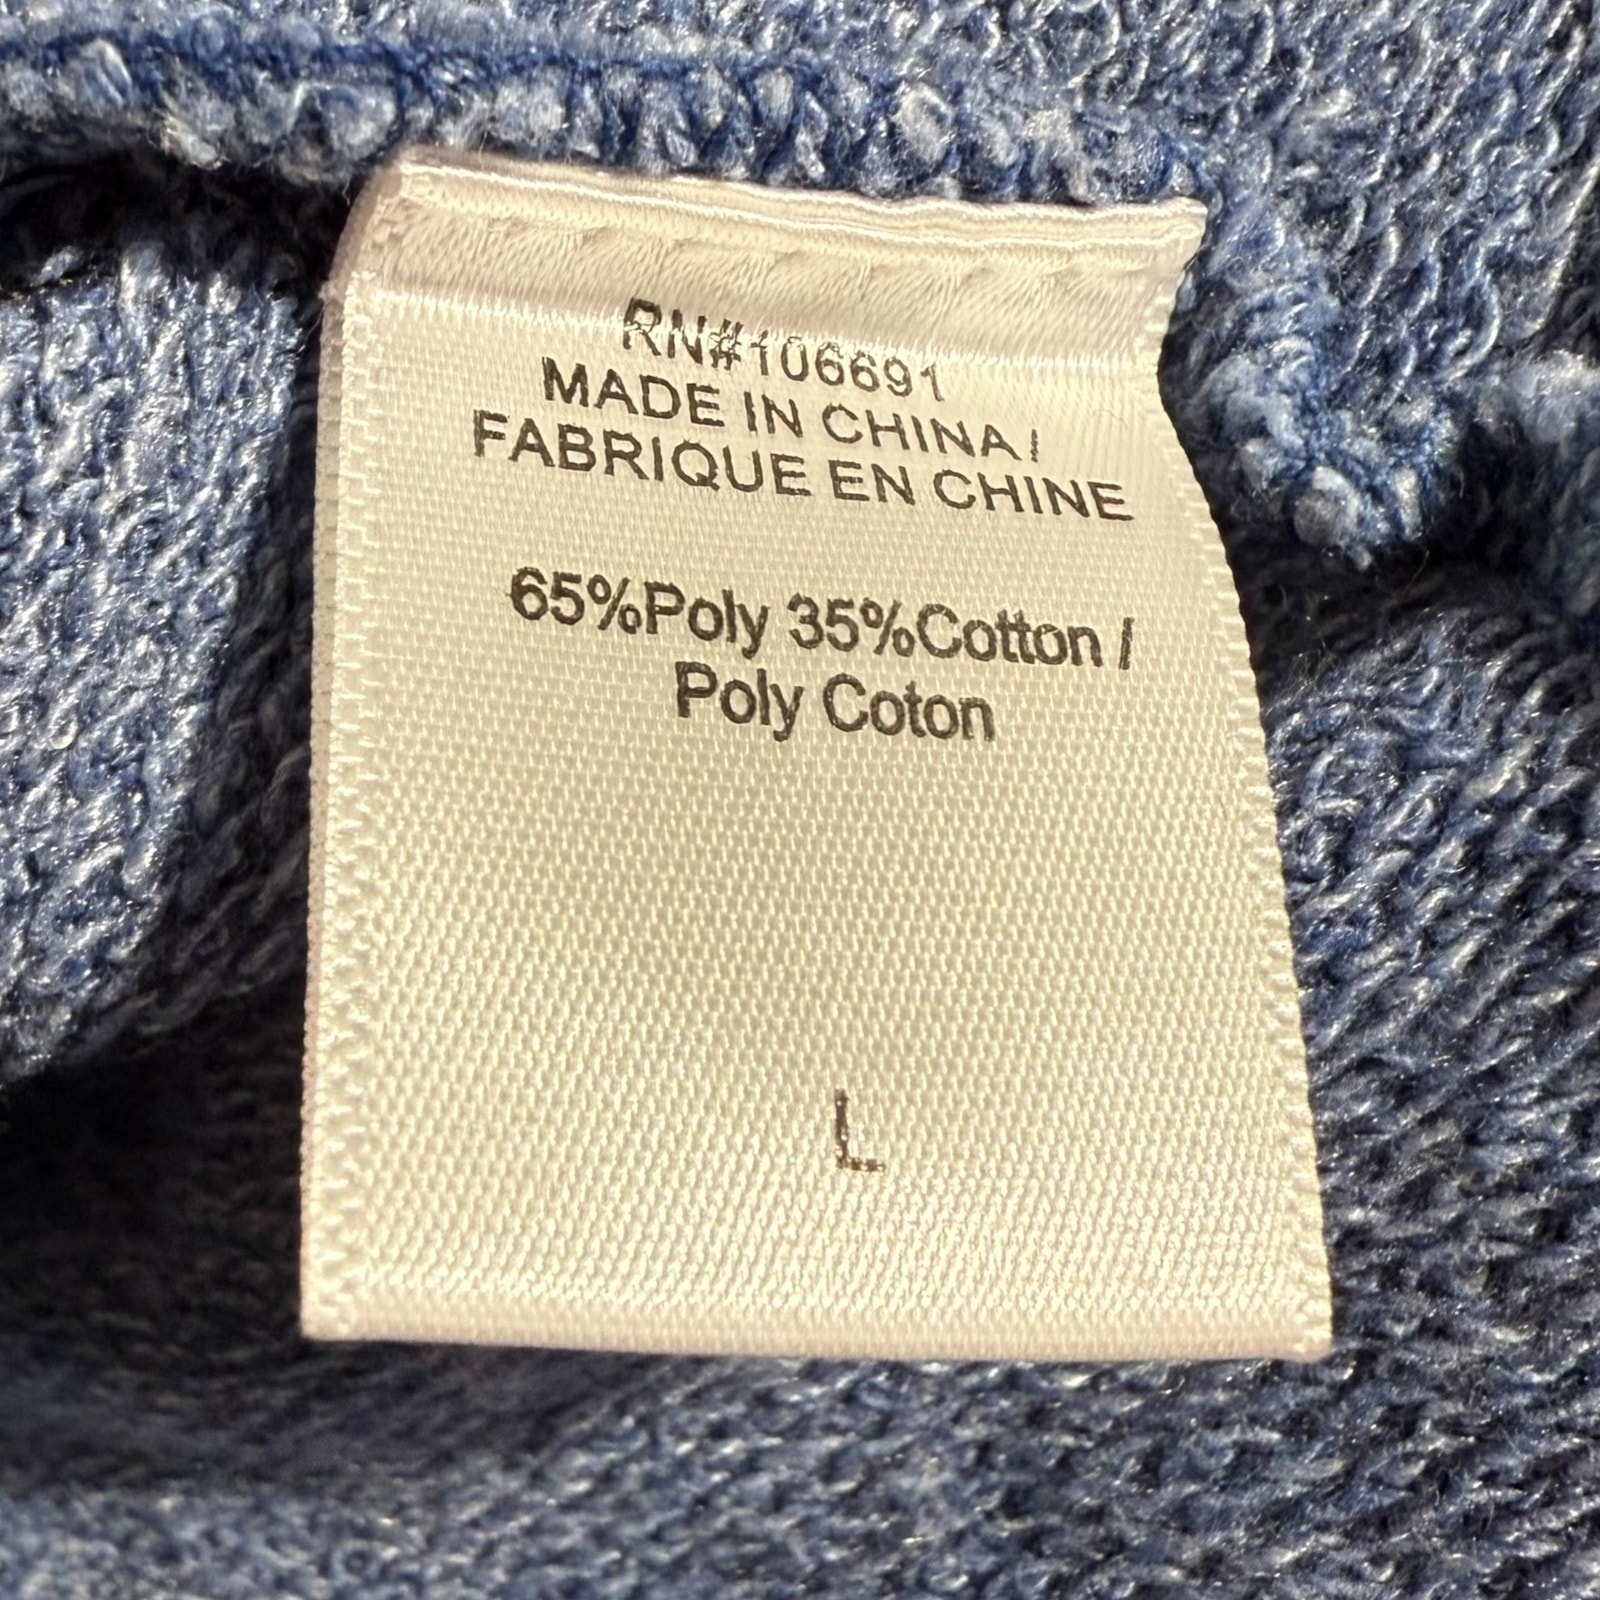 RN#106691
MADE IN CHINA /
FABRIQUE EN CHINE
65%Poly 35%Cotton /
Poly Coton
L